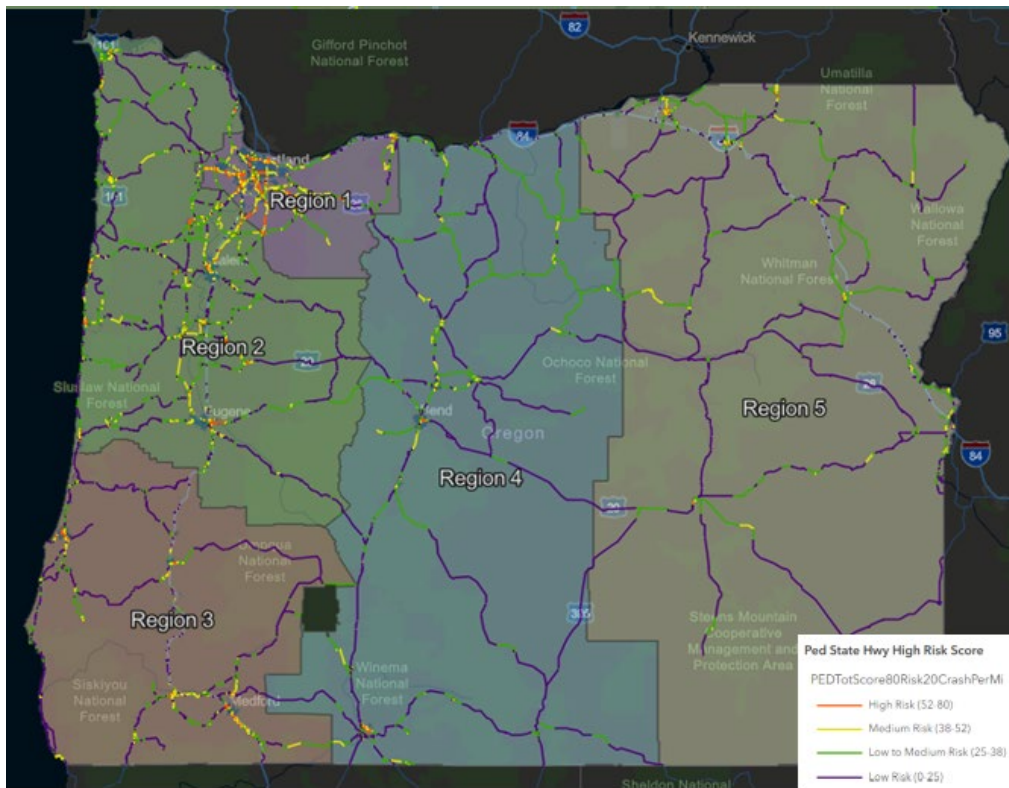 101
82
Kennewick
Gifford Pinchot
National Forest
Umatilla
National
Forest
84
101
Region 1
Wallowa
National
Forest
Whitman
National Forest
95
Region 2
20
Ochoco National
Forest
Siuslaw National
Forest
Eugene
Bend
Oregon
Region 5
Region 4
84
20
Umpqua
National
Forest
Region 3
395
Steens Mountain
Cooperative
Management and
Protection Area
Winema
National
Forest
Siskiyou
National
Forest
Medford
Sheldon National
Ped State Hwy High Risk Score
PEDTotScore80Risk20CrashPerMi
High Risk (52-80)
Medium Risk (38-52)
Low to Medium Risk (25-38)
Low Risk (0-25)